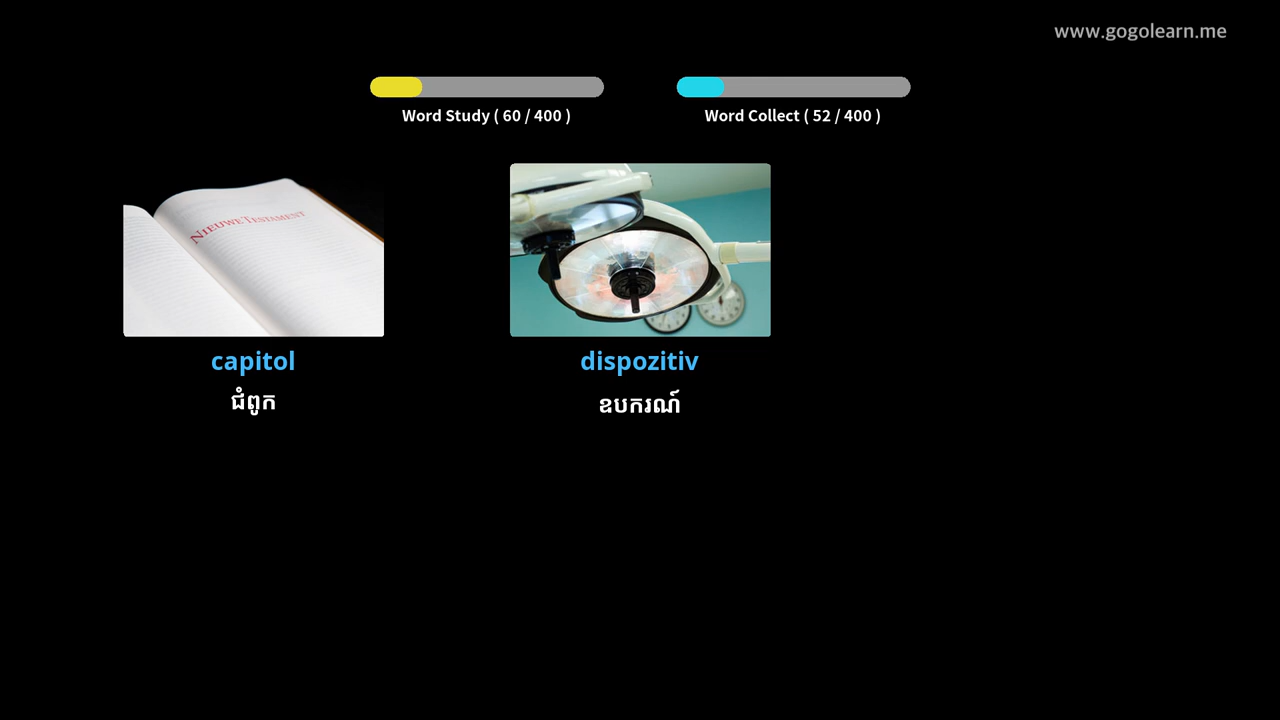 www.gogolearn.me
Word Study ( 60 / 400 )
Word Collect ( 52 / 400 )
NIEUWE TESTAMENT
capitol
dispozitiv
ជំពូក
ឧបករណ៍